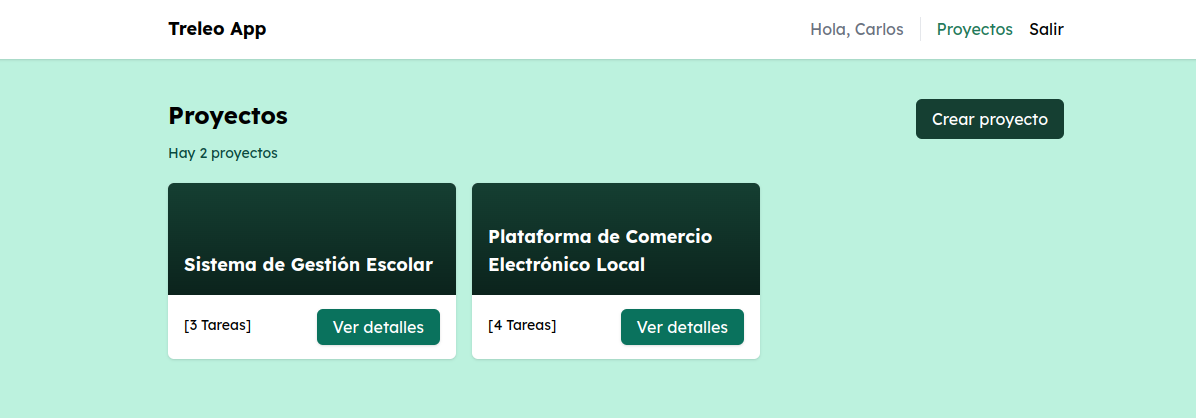 Treleo App
Hola, Carlos
Proyectos
Salir
Proyectos
Crear proyecto
Hay 2 proyectos
Sistema de Gestión Escolar
[3 Tareas]
Ver detalles
Plataforma de Comercio
Electrónico Local
[4 Tareas]
Ver detalles